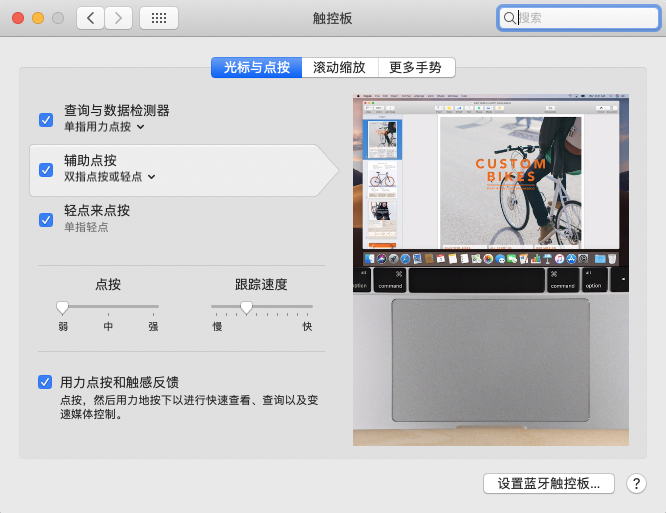 触控板
搜索
光标与点按
滚动缩放
更多手势
查询与数据检测器
单指用力点按
辅助点按
双指点按或轻点
轻点来点按
单指轻点
点按
弱 中 强
跟踪速度
慢 快
用力点按和触感反馈
点按，然后用力地按下以进行快速查看、查询以及变
速媒体控制。
CUSTOM
BIKES
⌘
command
option
⌘
command
alt
option
设置蓝牙触控板...
?